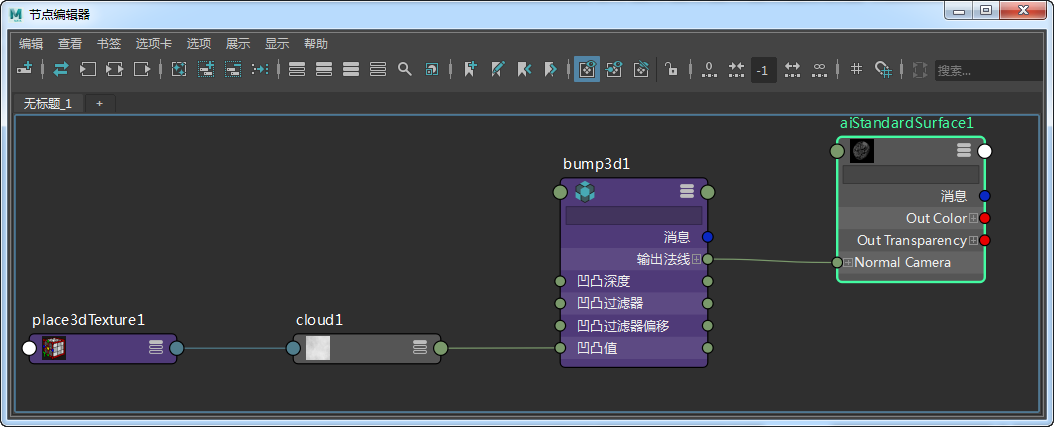 节点编辑器
编辑 查看 书签 选项卡 选项 展示 显示 帮助
0 -1 ∞ 搜索...
无标题_1 +
aiStandardSurface1
消息
Out Color
Out Transparency
Normal Camera
bump3d1
消息
输出法线
凹凸深度
凹凸过滤器
凹凸过滤器偏移
凹凸值
place3dTexture1
cloud1